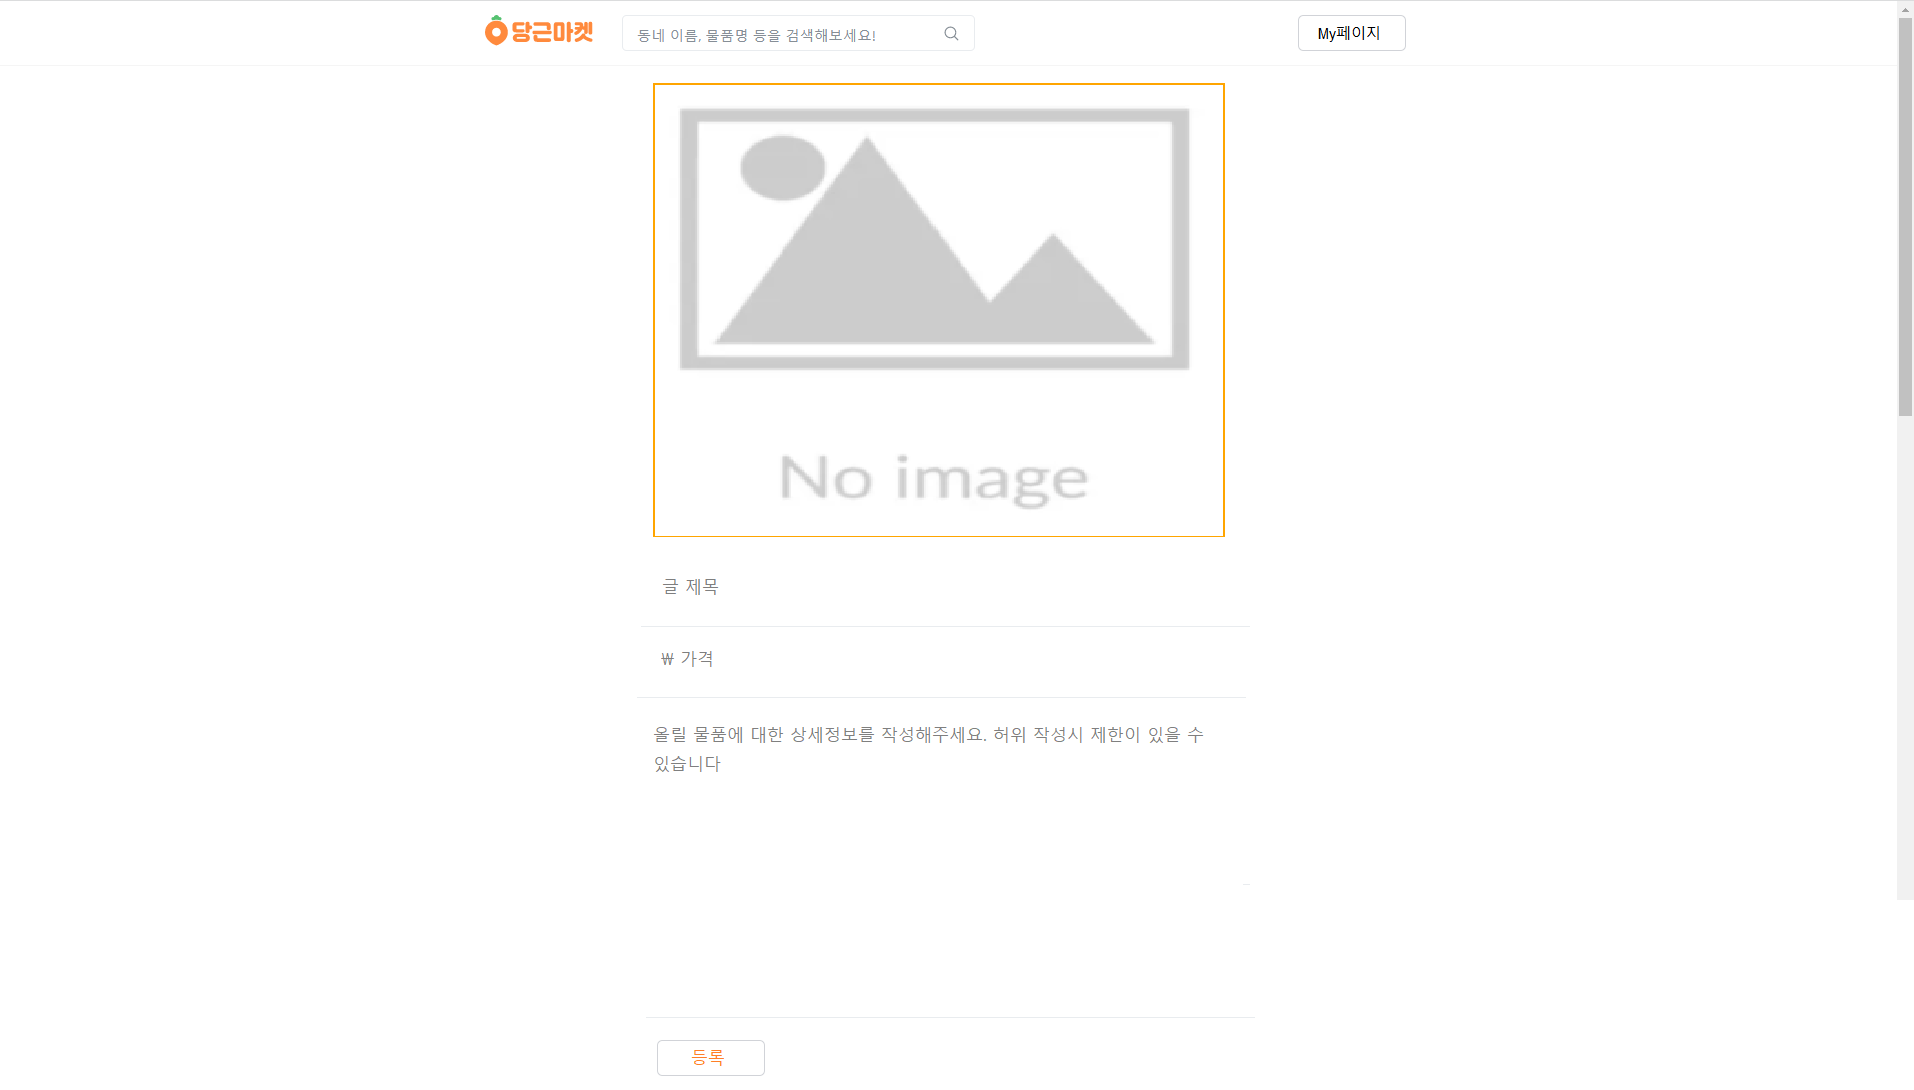 당근마켓
동네 이름, 물품명 등을 검색해보세요!
My페이지
No image
글 제목
₩ 가격
올릴 물품에 대한 상세정보를 작성해주세요. 허위 작성시 제한이 있을 수
있습니다
등록